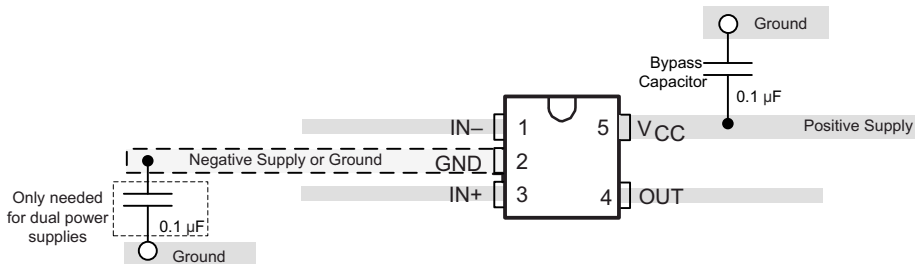 Ground
Bypass
Capacitor
0.1 µF
IN–
1
5
VCC
Positive Supply
Negative Supply or Ground
GND
2
Only needed
for dual power
supplies
0.1 µF
IN+
3
4
OUT
Ground